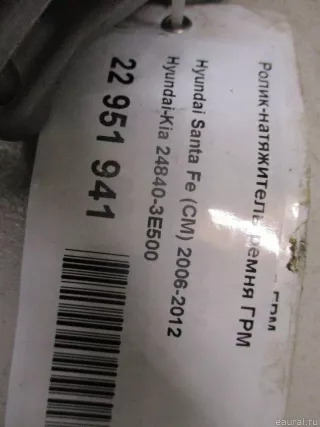 ГРМ
Ролик-натяжитель ремня ГРМ
Hyundai Santa Fe (CM) 2006-2012
Hyundai-Kia 24840-3E500
22 951 941
eaural.ru